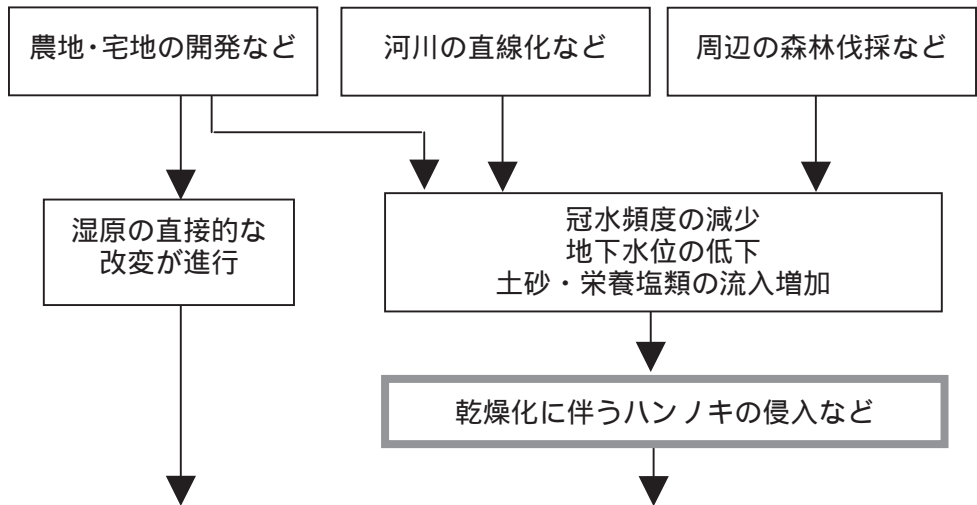 農地・宅地の開発など
河川の直線化など
周辺の森林伐採など
湿原の直接的な
改変が進行
冠水頻度の減少
地下水位の低下
土砂・栄養塩類の流入増加
乾燥化に伴うハンノキの侵入など